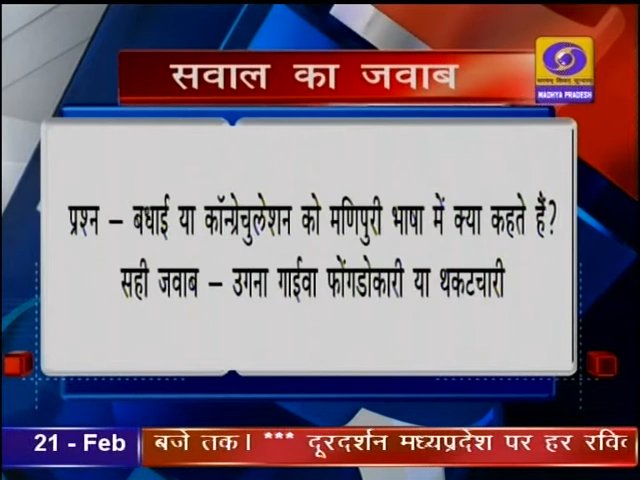 सवाल का जवाब
MADHYA PRADESH
प्रश्न – बधाई या कॉन्ग्रेचुलेशन को मणिपुरी भाषा में क्या कहते हैं?
सही जवाब – उगना गाईवा फोंगडोकारी या थकटचारी
21 - Feb
बजे तक। *** दूरदर्शन मध्यप्रदेश पर हर रविव